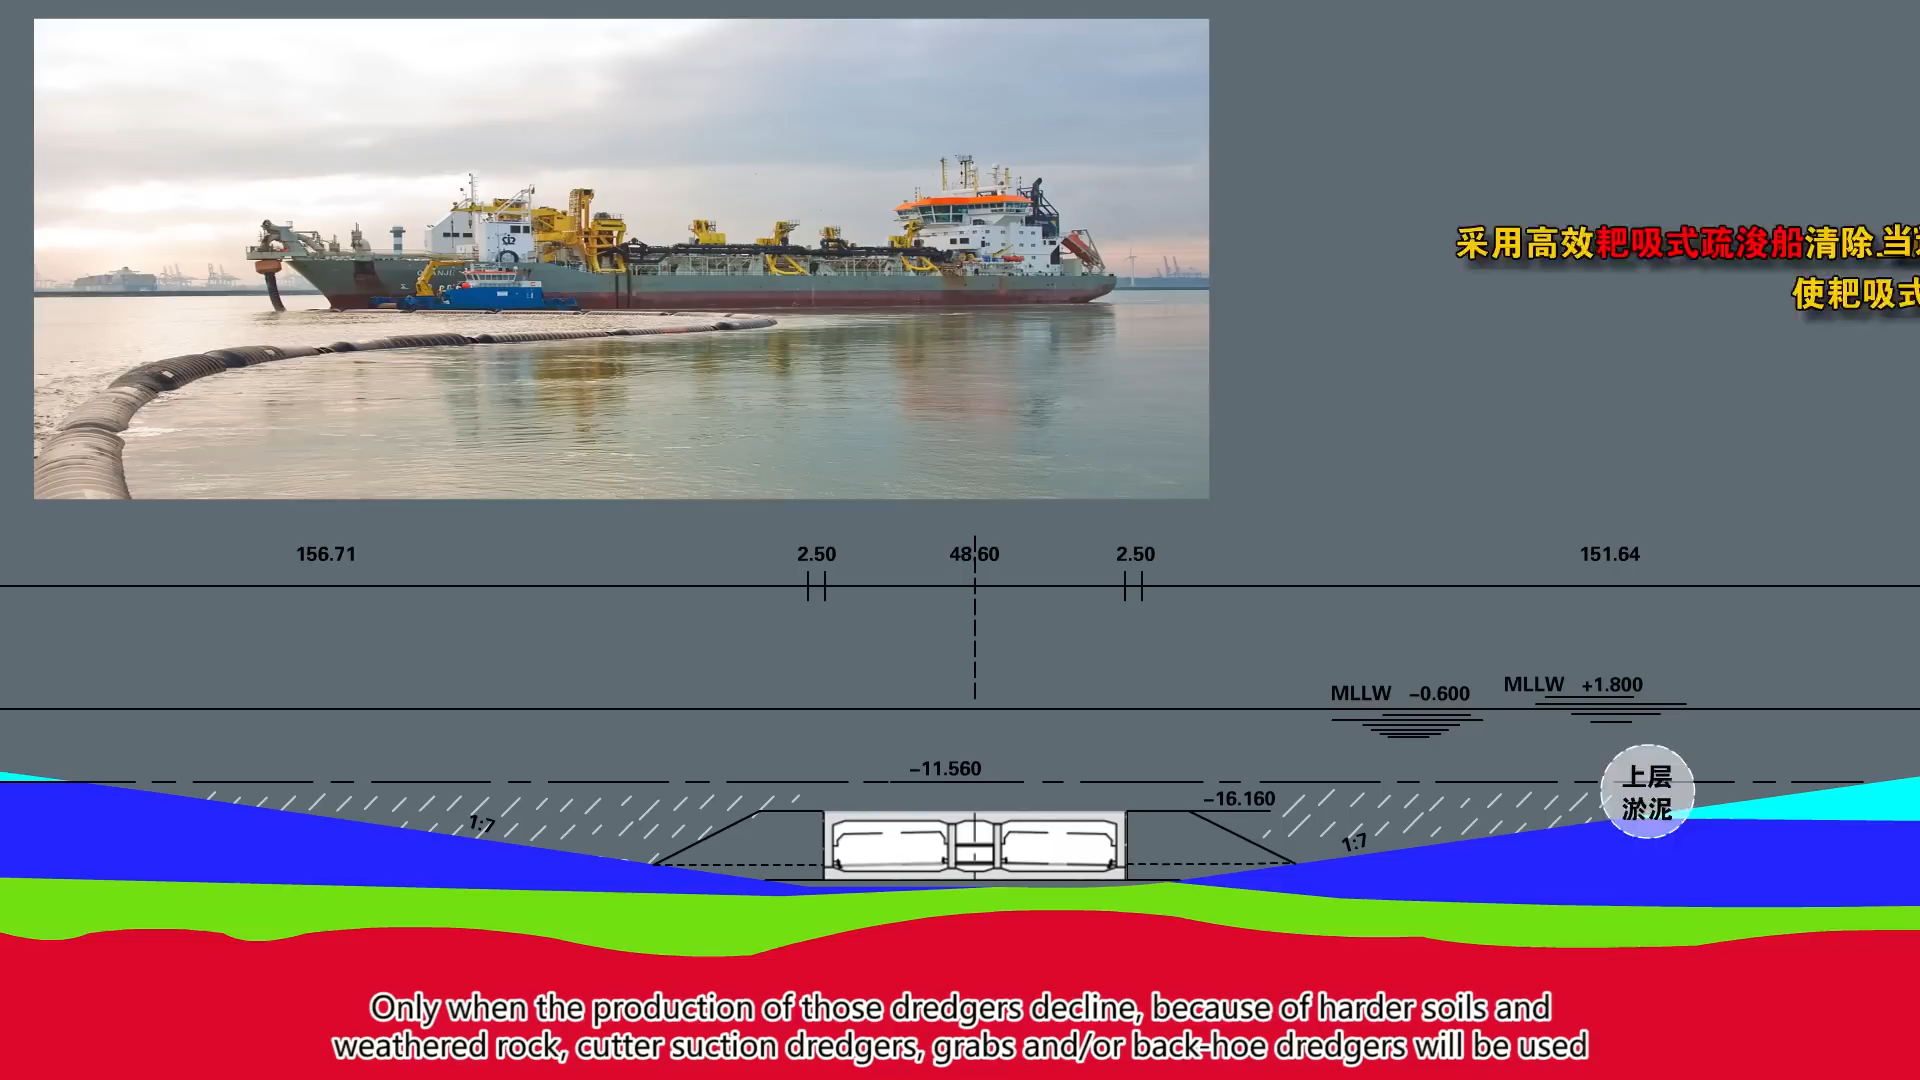 采用高效耙吸式疏浚船清除.当
使耙吸式
156.71
2.50
48.60
2.50
151.64
MLLW −0.600
MLLW +1.800
−11.560
−16.160
1:7
1:7
上层
淤泥
Only when the production of those dredgers decline, because of harder soils and
weathered rock, cutter suction dredgers, grabs and/or back-hoe dredgers will be used